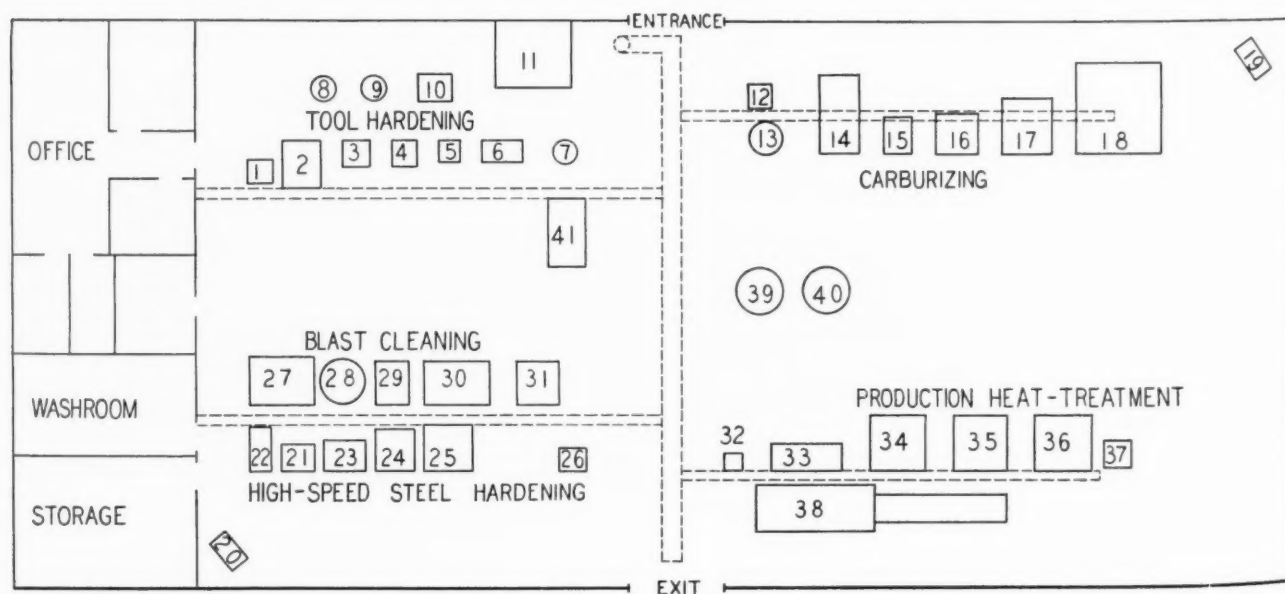 ENTRANCE
11
19
8 9 10
12
TOOL HARDENING
13 14 15 16 17 18
OFFICE
1 2 3 4 5 6 7
CARBURIZING
41
39 40
BLAST CLEANING
27 28 29 30 31
PRODUCTION HEAT-TREATMENT
WASHROOM
32 33 34 35 36 37
22 21 23 24 25 26
HIGH-SPEED STEEL HARDENING
STORAGE
38
20
EXIT